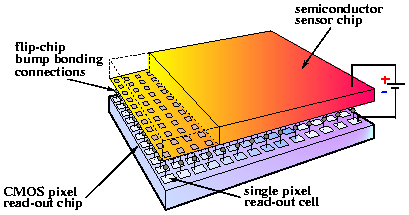 semiconductor
sensor chip
flip-chip
bump bonding
connections
+
-
CMOS pixel
read-out chip
single pixel
read-out cell